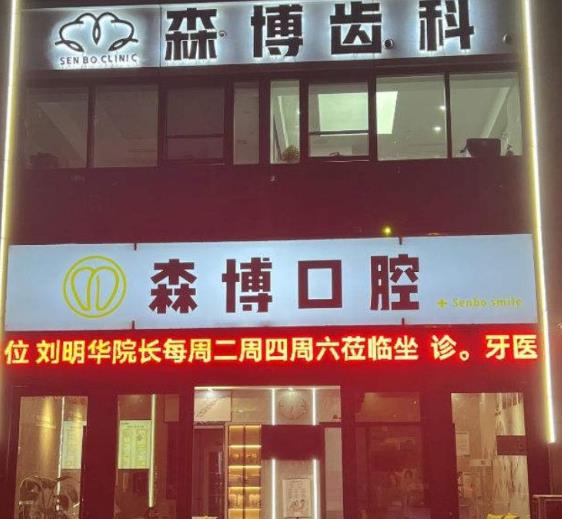 森博齿科
SEN BO CLINIC
森博口腔
Senbo smile
位 刘明华院长每周二周四周六莅临坐 诊。牙医